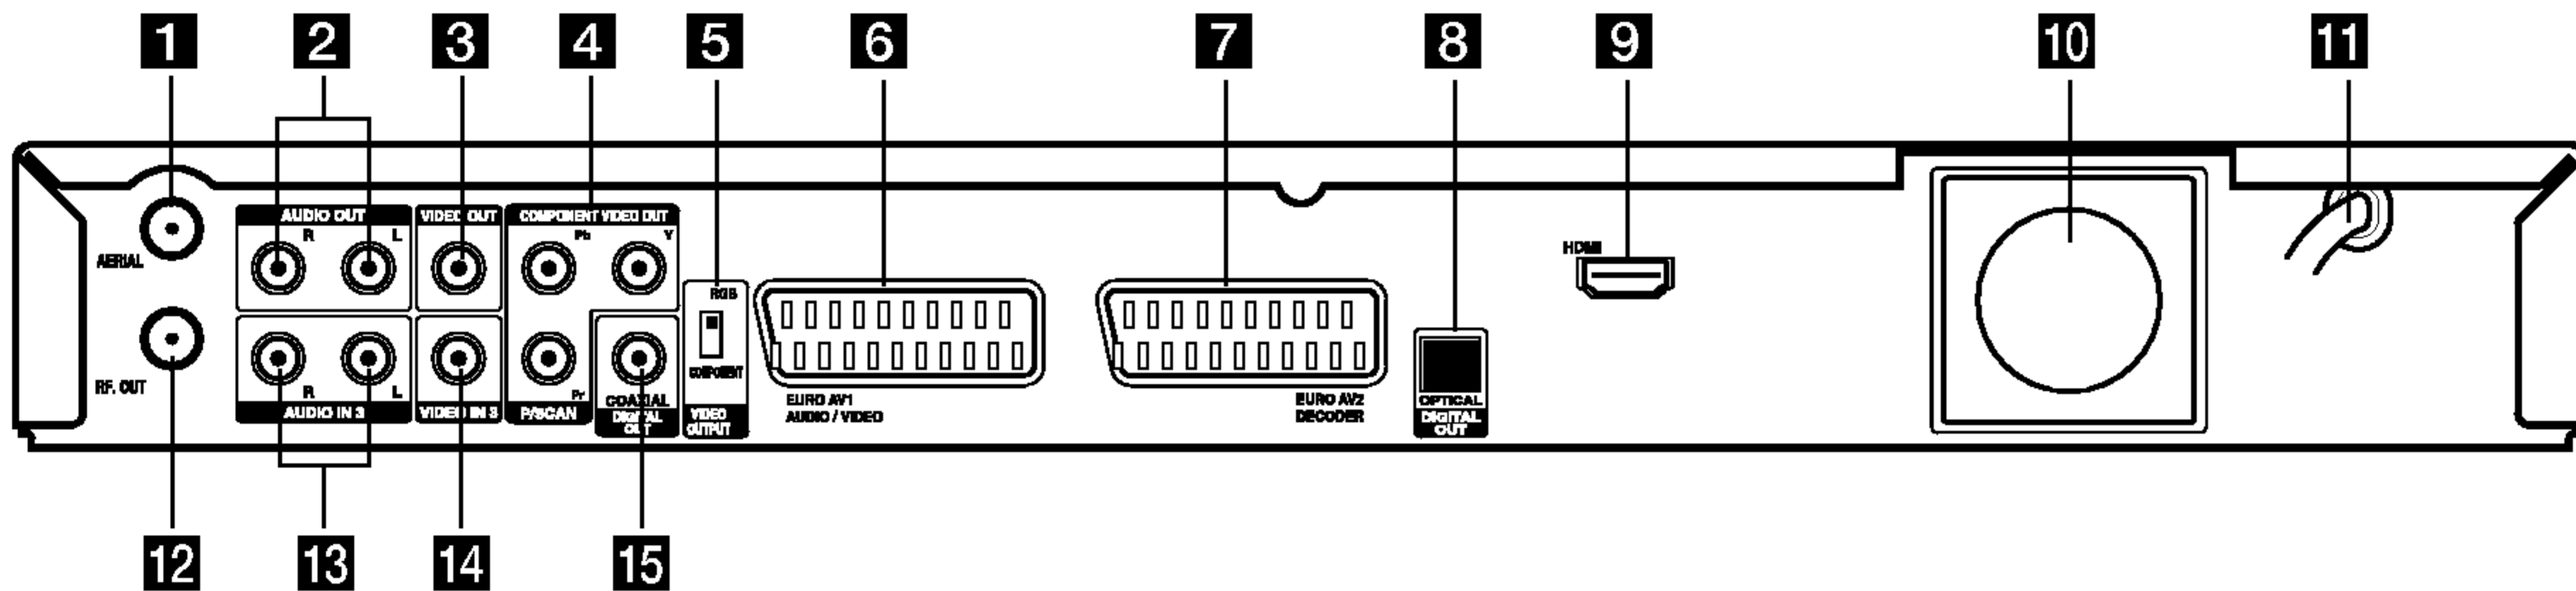 1 2 3 4 5 6 7 8 9 10 11
AUDIO OUT VIDEO OUT COMPONENT VIDEO OUT
R L Pb Y
AERIAL
HDMI
RGB
RF. OUT
R L Pr
COMPONENT
AUDIO IN 3 VIDEO IN 3 P/SCAN
COAXIAL
DIGITAL
OUT
VIDEO
OUTPUT
EURO AV1
AUDIO / VIDEO
EURO AV2
DECODER
OPTICAL
DIGITAL
OUT
12 13 14 15